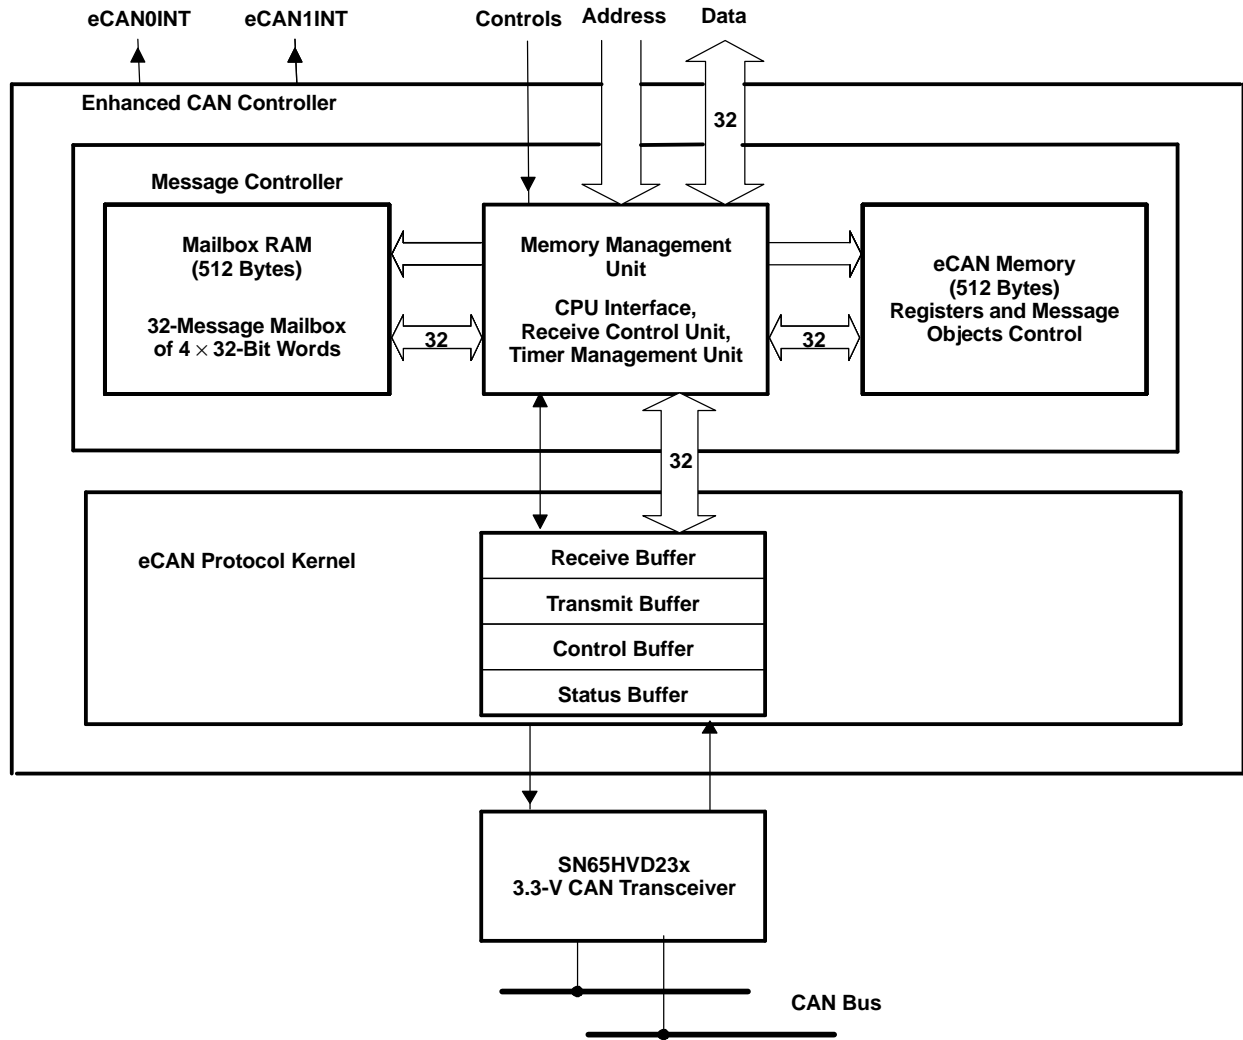 eCAN0INT
eCAN1INT
Controls
Address
Data
Enhanced CAN Controller
32
Message Controller
Mailbox RAM
(512 Bytes)
32-Message Mailbox
of 4 × 32-Bit Words
32
Memory Management
Unit
CPU Interface,
Receive Control Unit,
Timer Management Unit
32
eCAN Memory
(512 Bytes)
Registers and Message
Objects Control
32
eCAN Protocol Kernel
Receive Buffer
Transmit Buffer
Control Buffer
Status Buffer
SN65HVD23x
3.3-V CAN Transceiver
CAN Bus